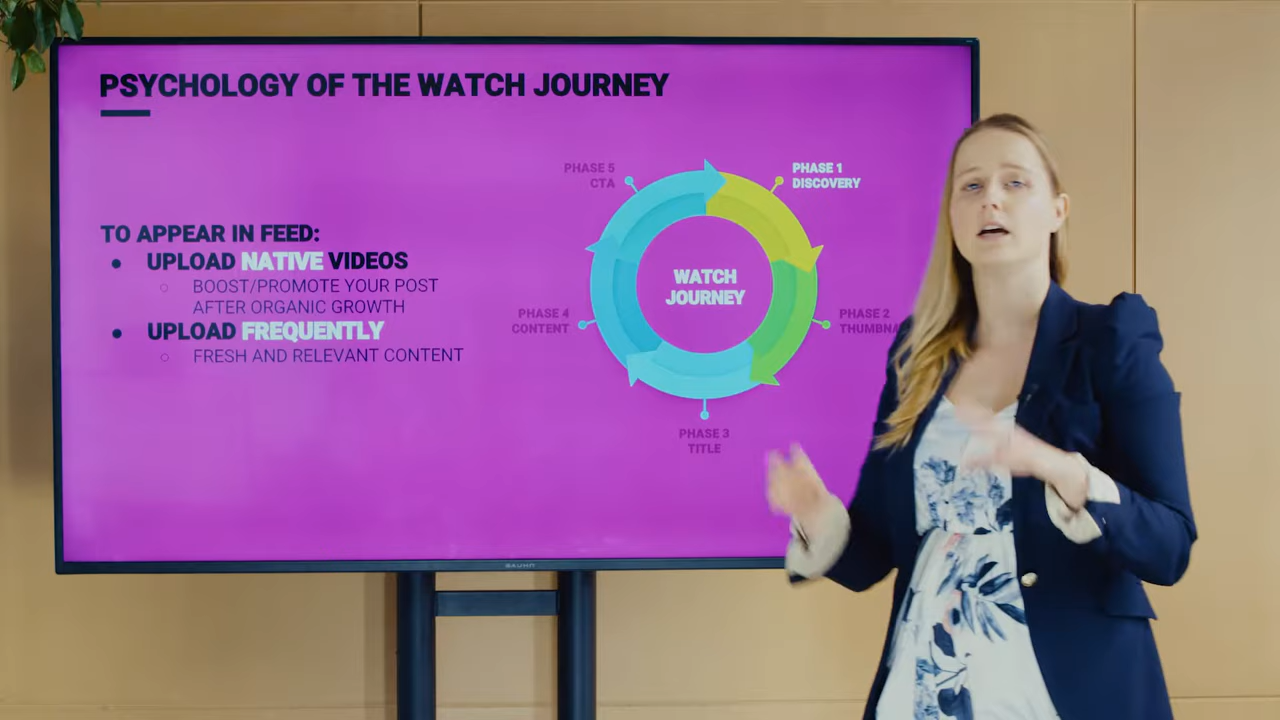 PSYCHOLOGY OF THE WATCH JOURNEY
TO APPEAR IN FEED:
UPLOAD NATIVE VIDEOS
BOOST/PROMOTE YOUR POST
AFTER ORGANIC GROWTH
UPLOAD FREQUENTLY
FRESH AND RELEVANT CONTENT
PHASE 5
CTA
PHASE 1
DISCOVERY
WATCH
JOURNEY
PHASE 4
CONTENT
PHASE 2
THUMBNA
PHASE 3
TITLE
BAUHN